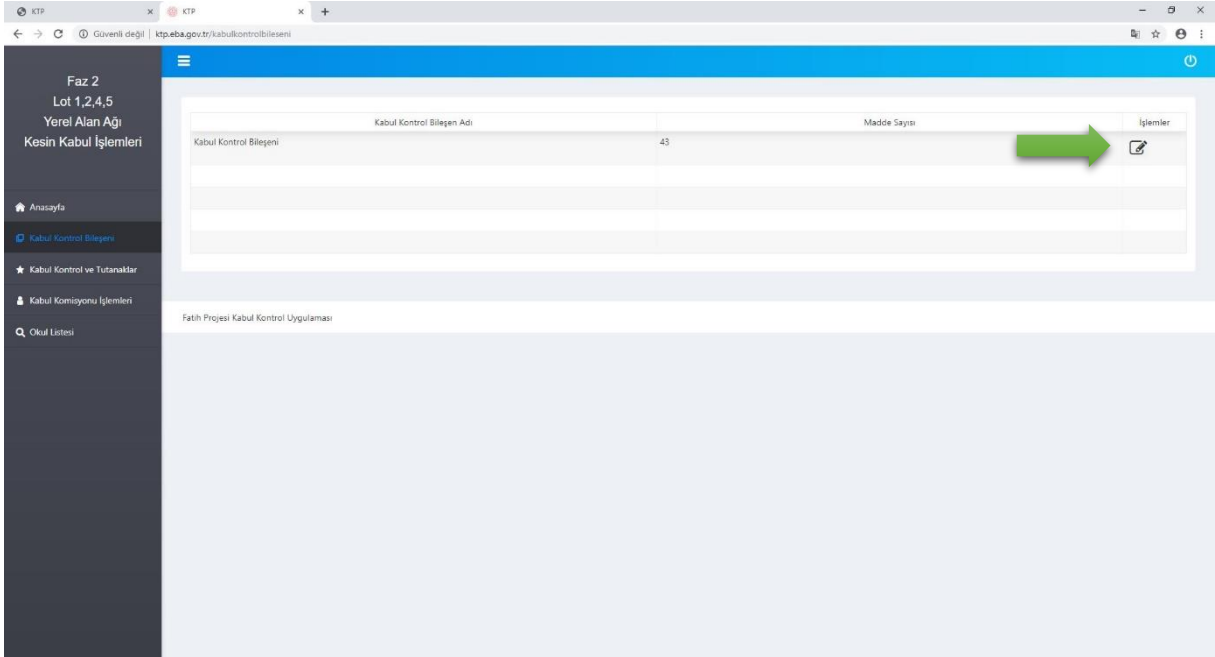 KTP
KTP
Güvenli değil | ktp.eba.gov.tr/kabulkontrolbileseni
Faz 2
Lot 1,2,4,5
Yerel Alan Ağı
Kesin Kabul İşlemleri
Anasayfa
Kabul Kontrol Bileşeni
Kabul Kontrol ve Tutanaklar
Kabul Komisyonu İşlemleri
Okul Listesi
Kabul Kontrol Bileşen Adı Madde Sayısı İşlemler
Kabul Kontrol Bileşeni 43
Fatih Projesi Kabul Kontrol Uygulaması